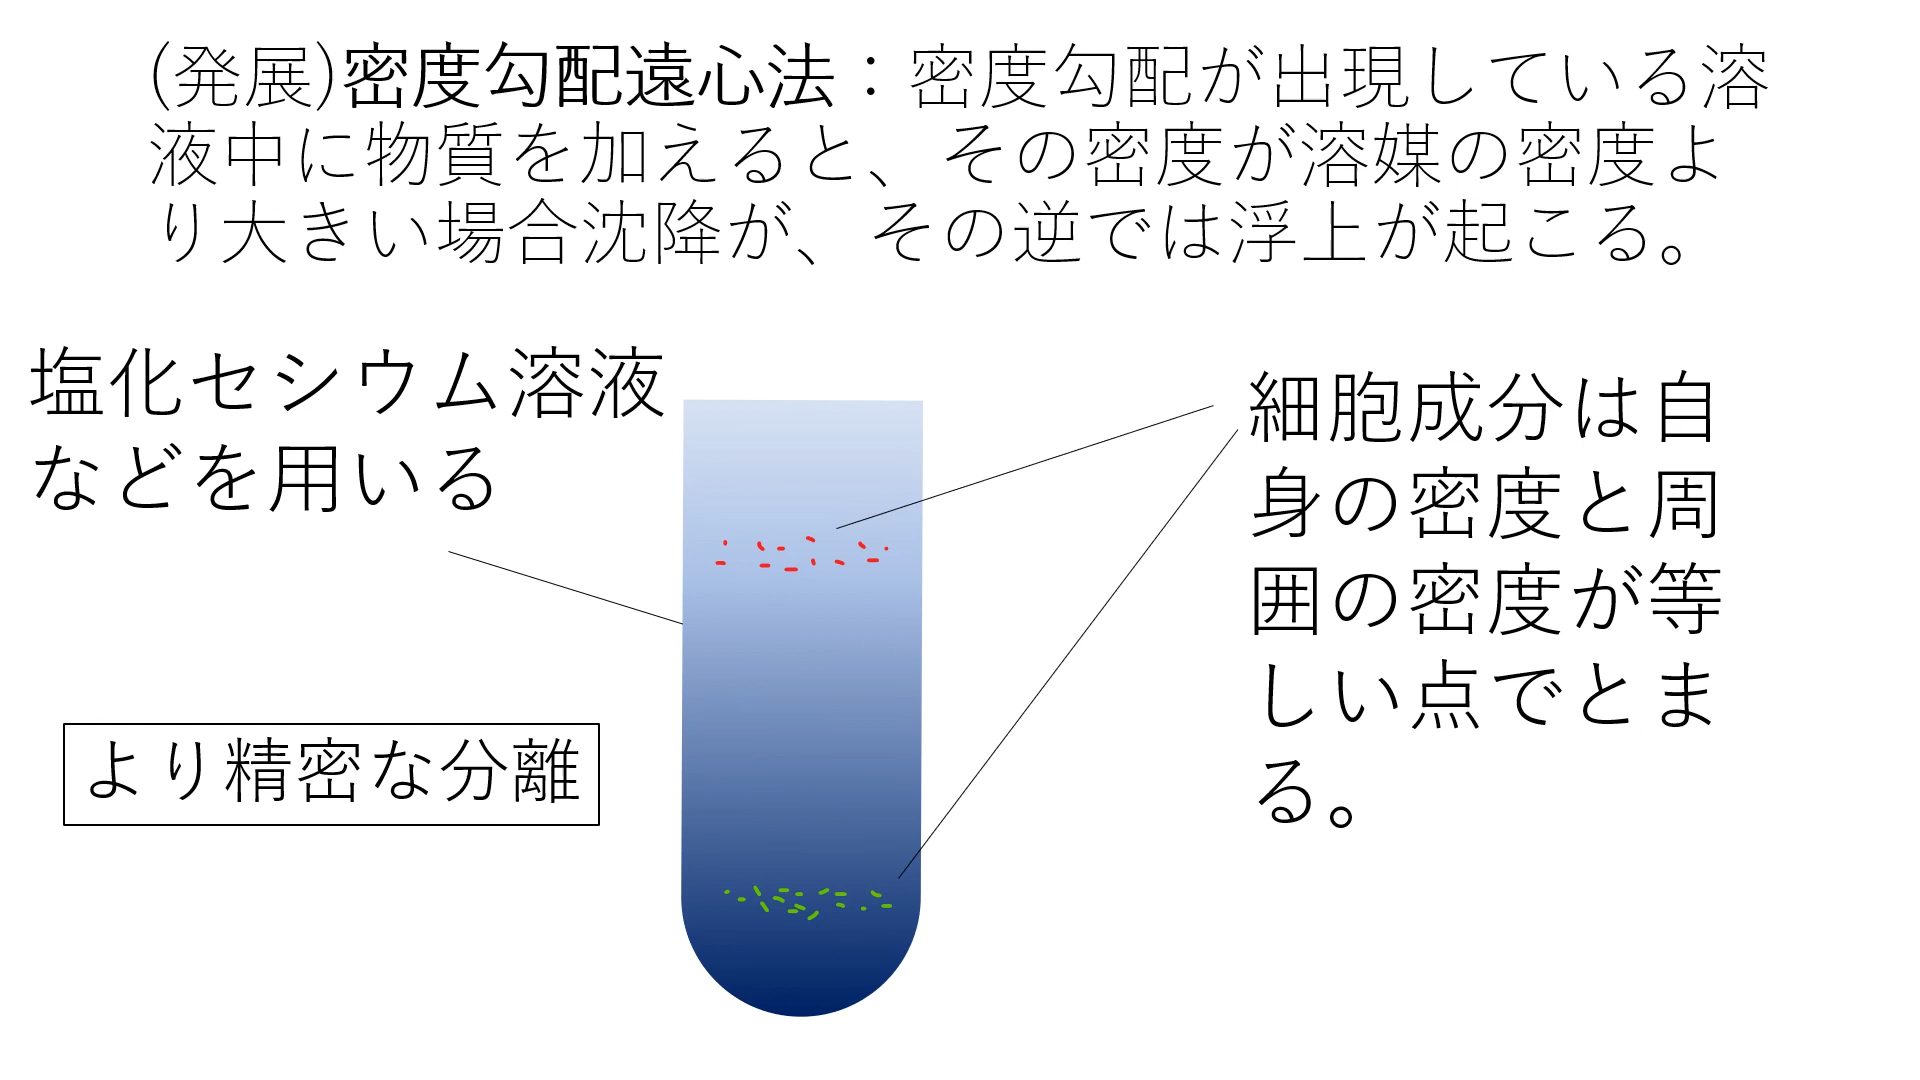 (発展)密度勾配遠心法：密度勾配が出現している溶
液中に物質を加えると、その密度が溶媒の密度よ
り大きい場合沈降が、その逆では浮上が起こる。
塩化セシウム溶液
などを用いる
より精密な分離
細胞成分は自
身の密度と周
囲の密度が等
しい点でとま
る。